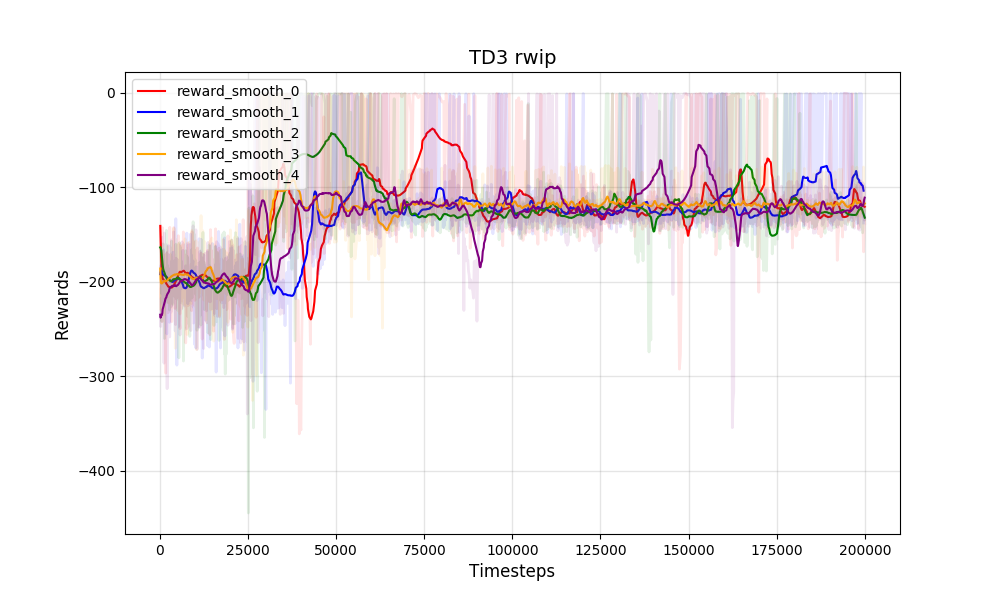 TD3 rwip
reward_smooth_0
reward_smooth_1
reward_smooth_2
reward_smooth_3
reward_smooth_4
Rewards
0
−100
−200
−300
−400
0 25000 50000 75000 100000 125000 150000 175000 200000
Timesteps